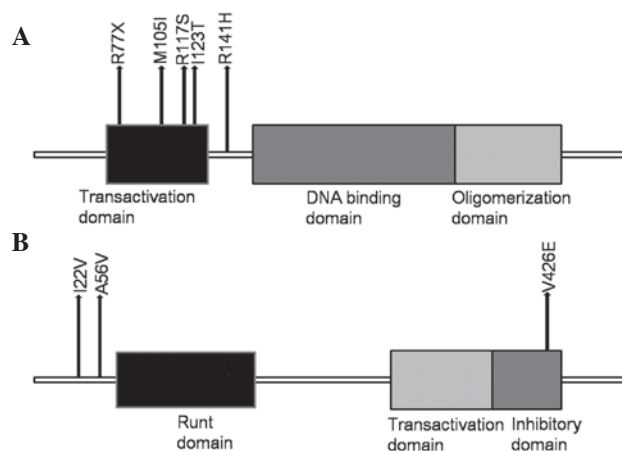 A
R77X
M105I
R117S
I123T
R141H
Transactivation
domain
DNA binding
domain
Oligomerization
domain
B
I22V
A56V
V426E
Runt
domain
Transactivation
domain
Inhibitory
domain